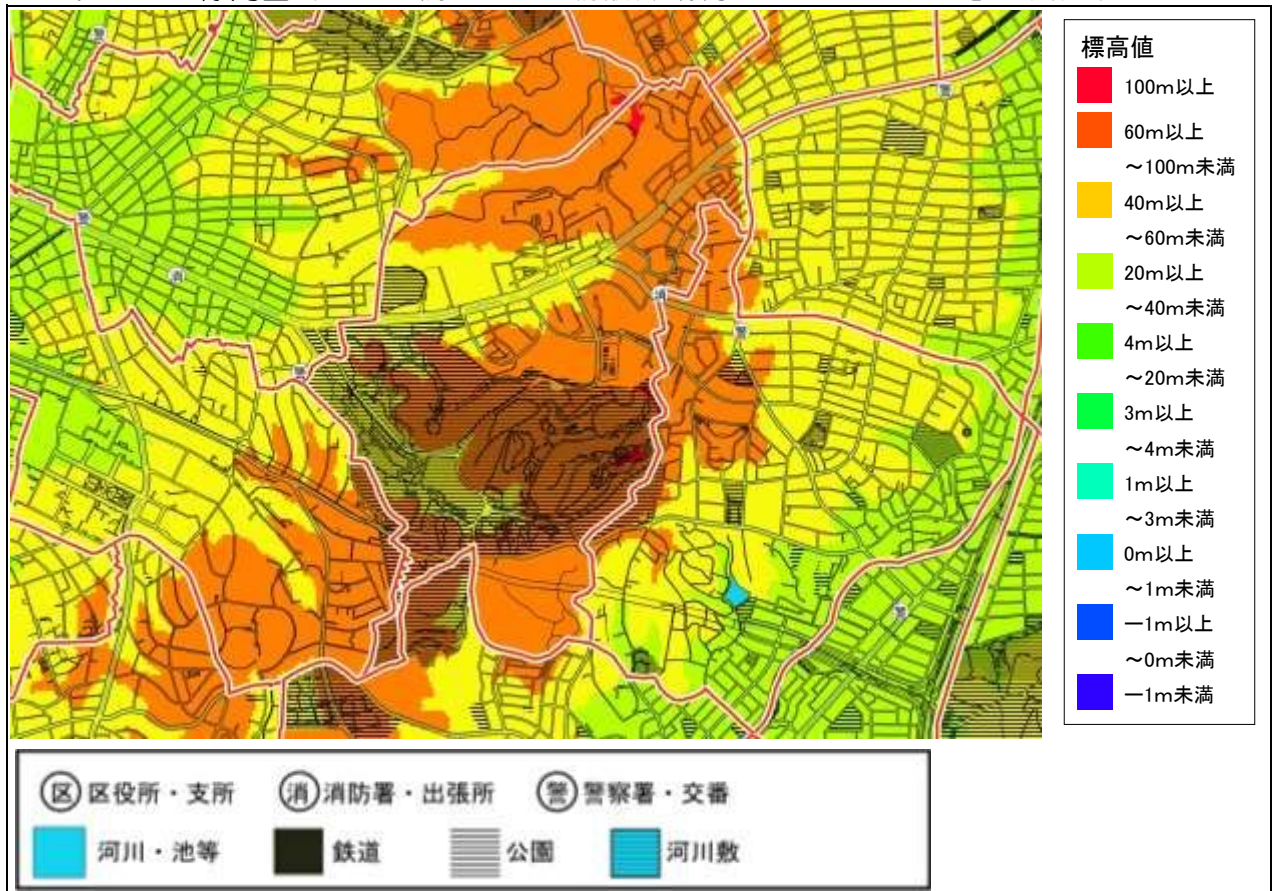 標高値
100m以上
60m以上
～100m未満
40m以上
～60m未満
20m以上
～40m未満
4m以上
～20m未満
3m以上
～4m未満
1m以上
～3m未満
0m以上
～1m未満
－1m以上
～0m未満
－1m未満
消
消
区 区役所・支所 消 消防署・出張所 警 警察署・交番
河川・池等 鉄道 公園 河川敷